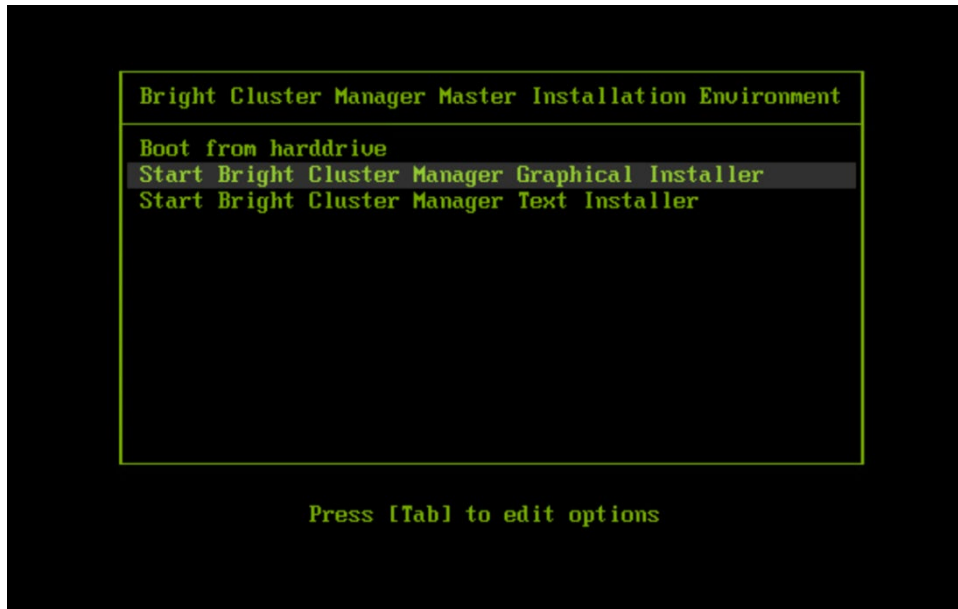 Bright Cluster Manager Master Installation Environment
Boot from harddrive
Start Bright Cluster Manager Graphical Installer
Start Bright Cluster Manager Text Installer
Press [Tab] to edit options